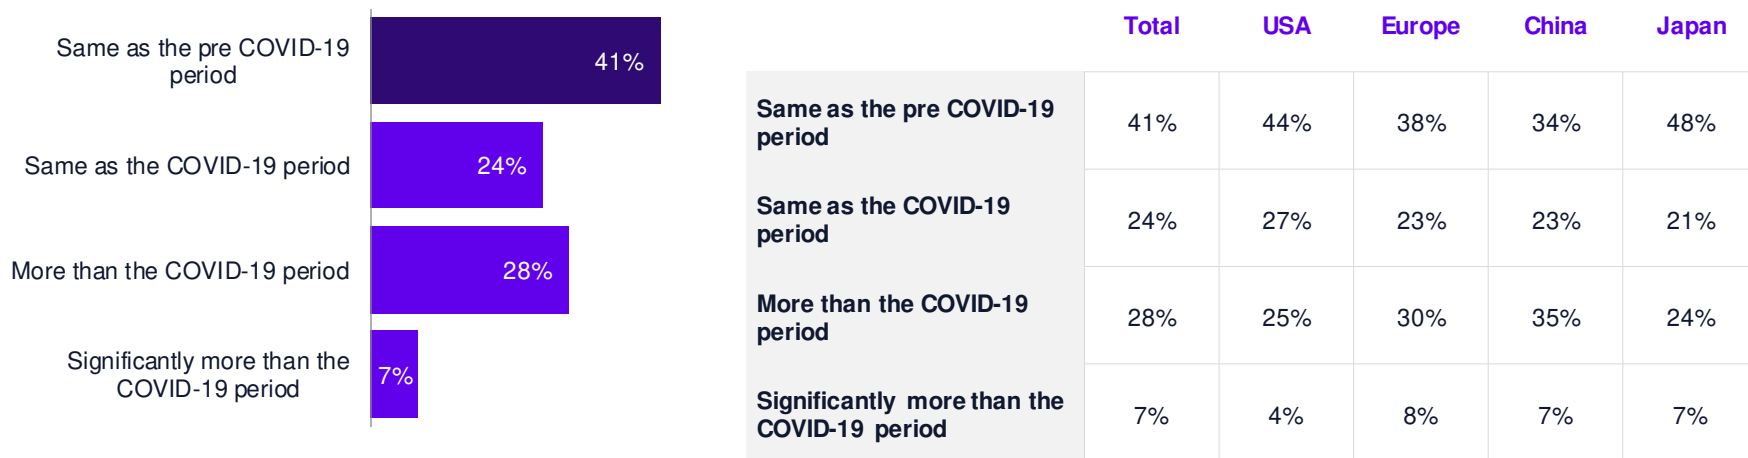 Same as the pre COVID-19
period
41%
Same as the COVID-19 period
24%
More than the COVID-19 period
28%
Significantly more than the
COVID-19 period
7%
Total USA Europe China Japan
Same as the pre COVID-19
period
41% 44% 38% 34% 48%
Same as the COVID-19
period
24% 27% 23% 23% 21%
More than the COVID-19
period
28% 25% 30% 35% 24%
Significantly more than the
COVID-19 period
7% 4% 8% 7% 7%